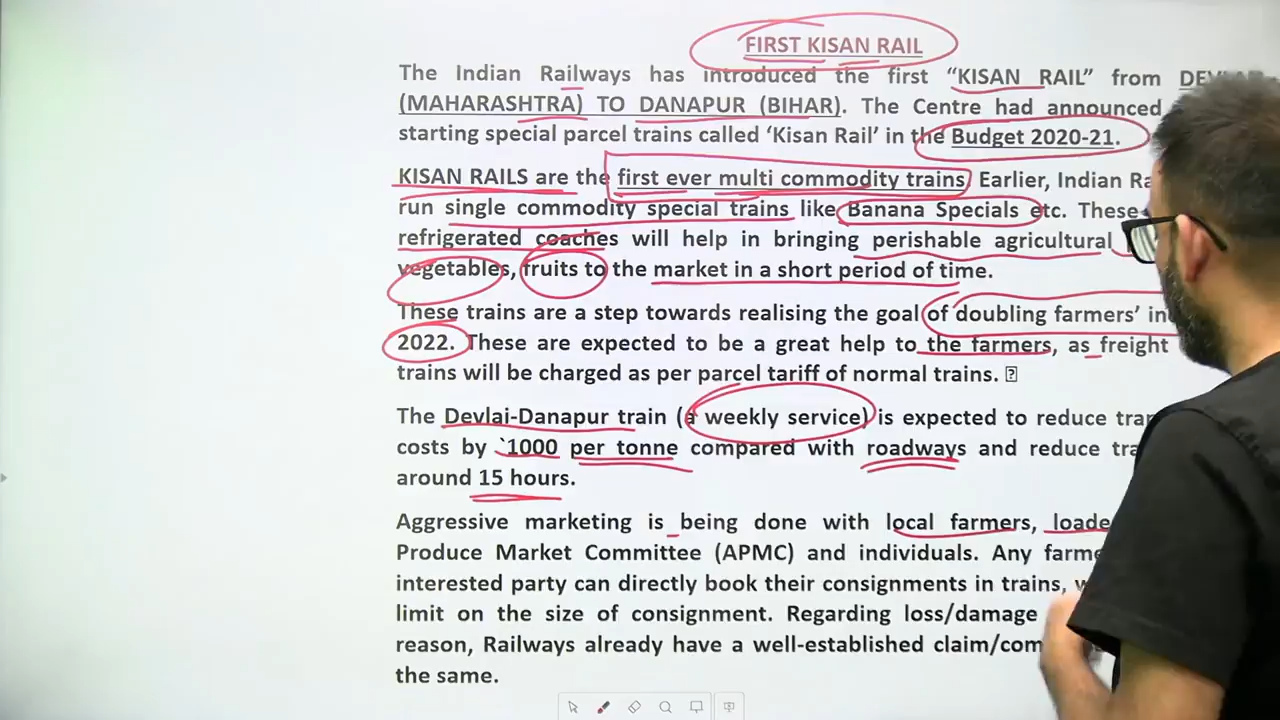 FIRST KISAN RAIL
The Indian Railways has introduced the first “KISAN RAIL” from
(MAHARASHTRA) TO DANAPUR (BIHAR). The Centre had announced
starting special parcel trains called ‘Kisan Rail’ in the Budget 2020-21.
KISAN RAILS are the first ever multi commodity trains. Earlier, Indian
run single commodity special trains like Banana Specials etc. These
refrigerated coaches will help in bringing perishable agricultural
vegetables, fruits to the market in a short period of time.
These trains are a step towards realising the goal of doubling farmers’
2022. These are expected to be a great help to the farmers, as freight
trains will be charged as per parcel tariff of normal trains.
The Devlai-Danapur train (a weekly service) is expected to reduce
costs by `1000 per tonne compared with roadways and reduce
around 15 hours.
Aggressive marketing is being done with local farmers,
Produce Market Committee (APMC) and individuals. Any
interested party can directly book their consignments in trains,
limit on the size of consignment. Regarding loss/damage
reason, Railways already have a well-established
the same.